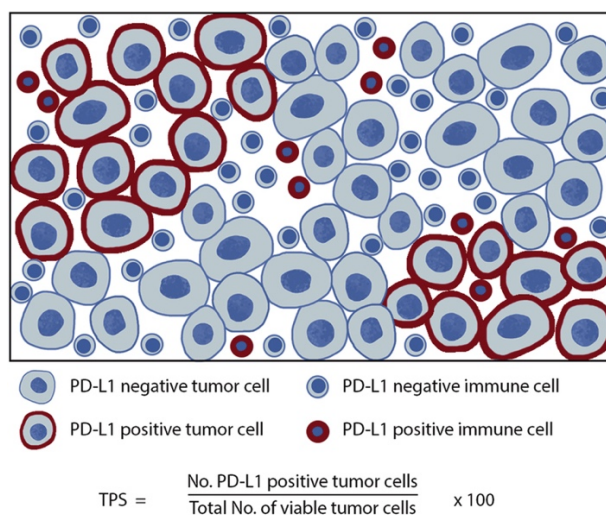 PD-L1 negative tumor cell
PD-L1 negative immune cell
PD-L1 positive tumor cell
PD-L1 positive immune cell
No. PD-L1 positive tumor cells
TPS =
x 100
Total No. of viable tumor cells